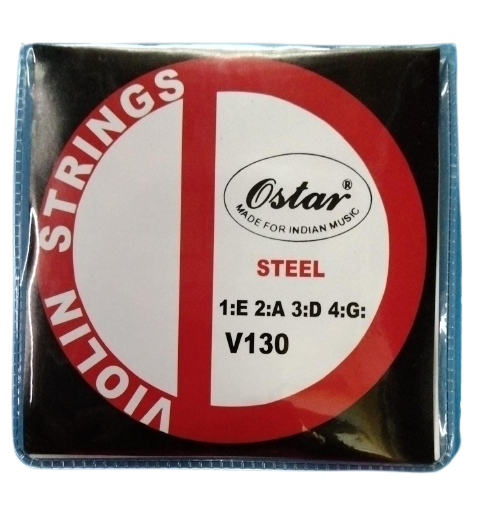 VIOLIN STRINGS
Ostar®
MADE FOR INDIAN MUSIC
STEEL
1:E 2:A 3:D 4:G:
V130